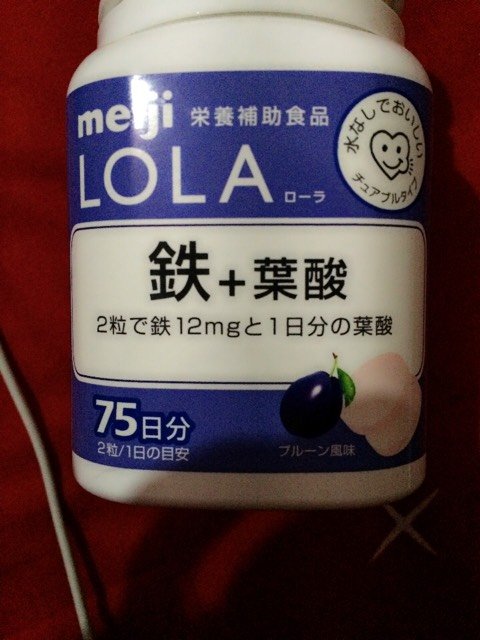 meiji 栄養補助食品
LOLA ローラ
水なしでおいしい
チュアブルタイプ
鉄+葉酸
2粒で鉄12mgと1日分の葉酸
75日分
2粒/1日の目安
プルーン風味